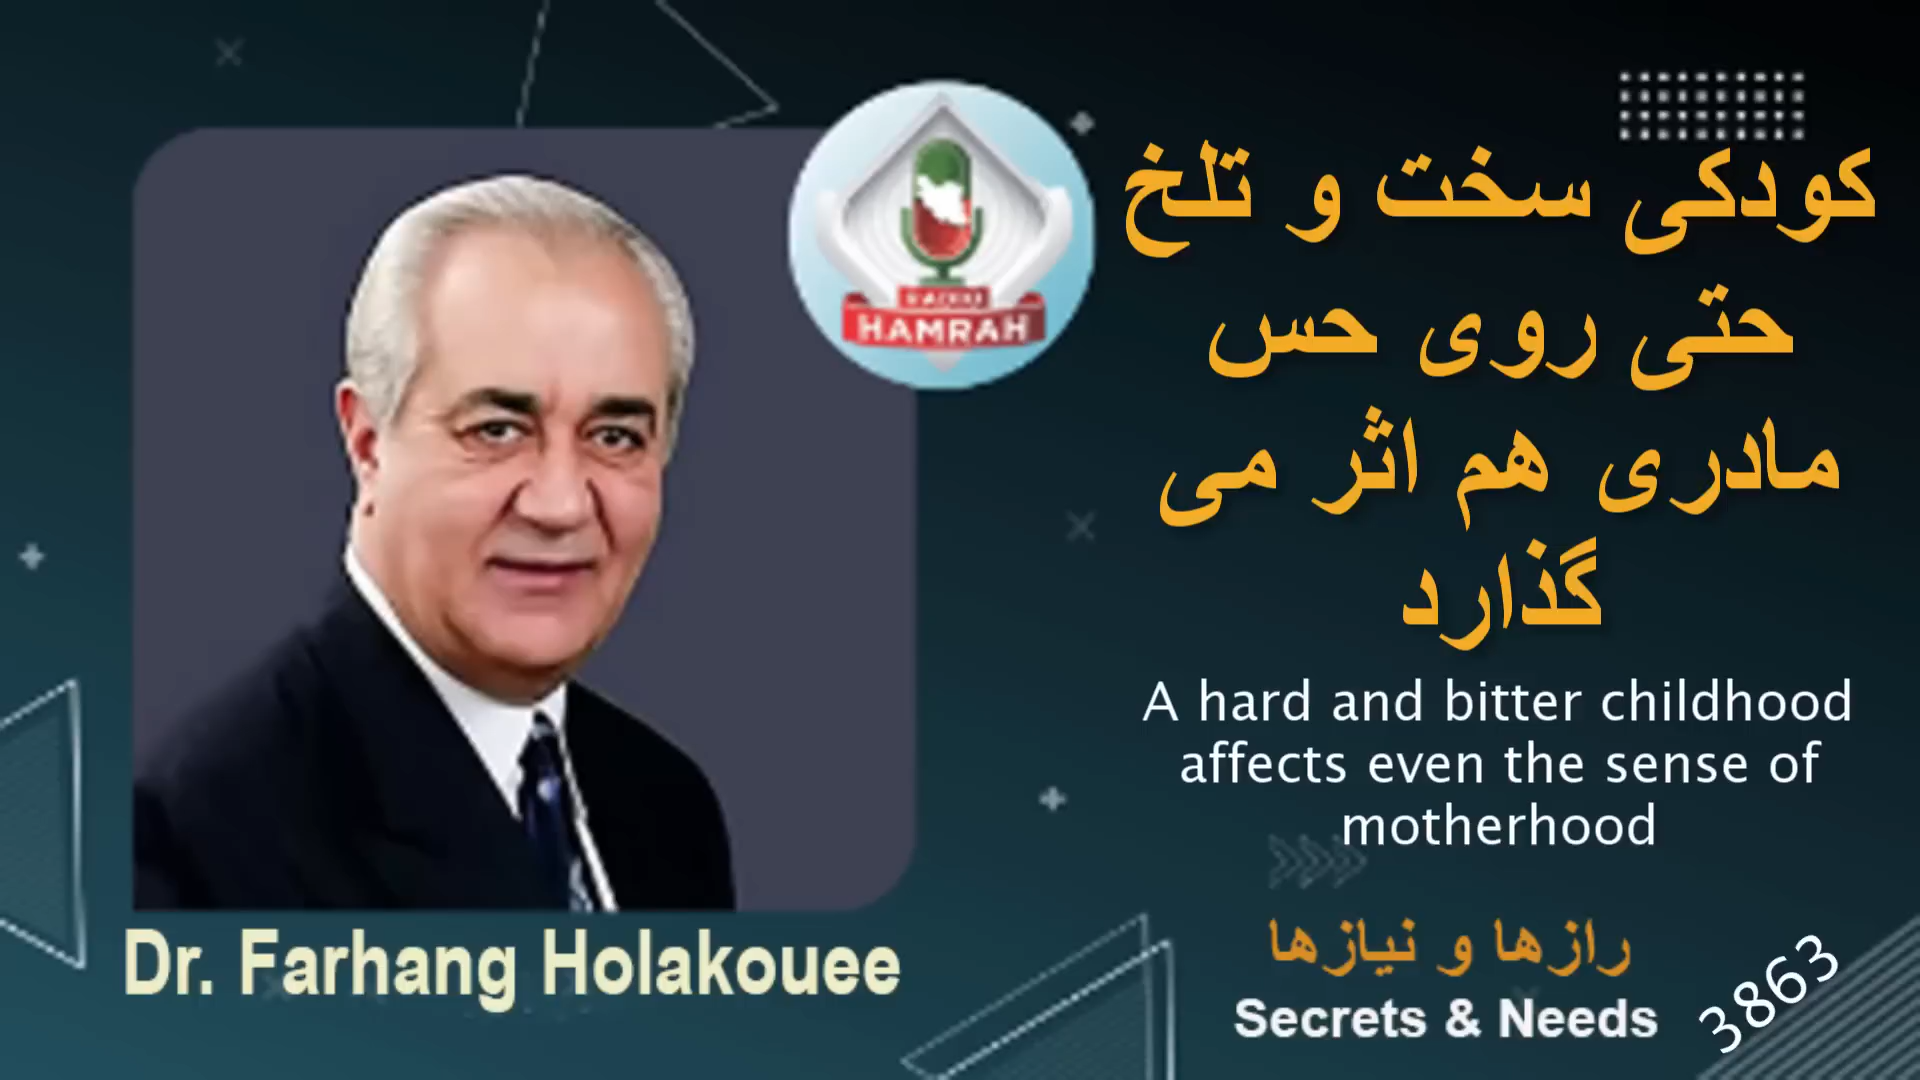 RADIO
HAMRAH
کودکی سخت و تلخ
حتی روی حس
مادری هم اثر می
گذارد
A hard and bitter childhood
affects even the sense of
motherhood
Dr. Farhang Holakouee
رازها و نیازها
Secrets & Needs
3863